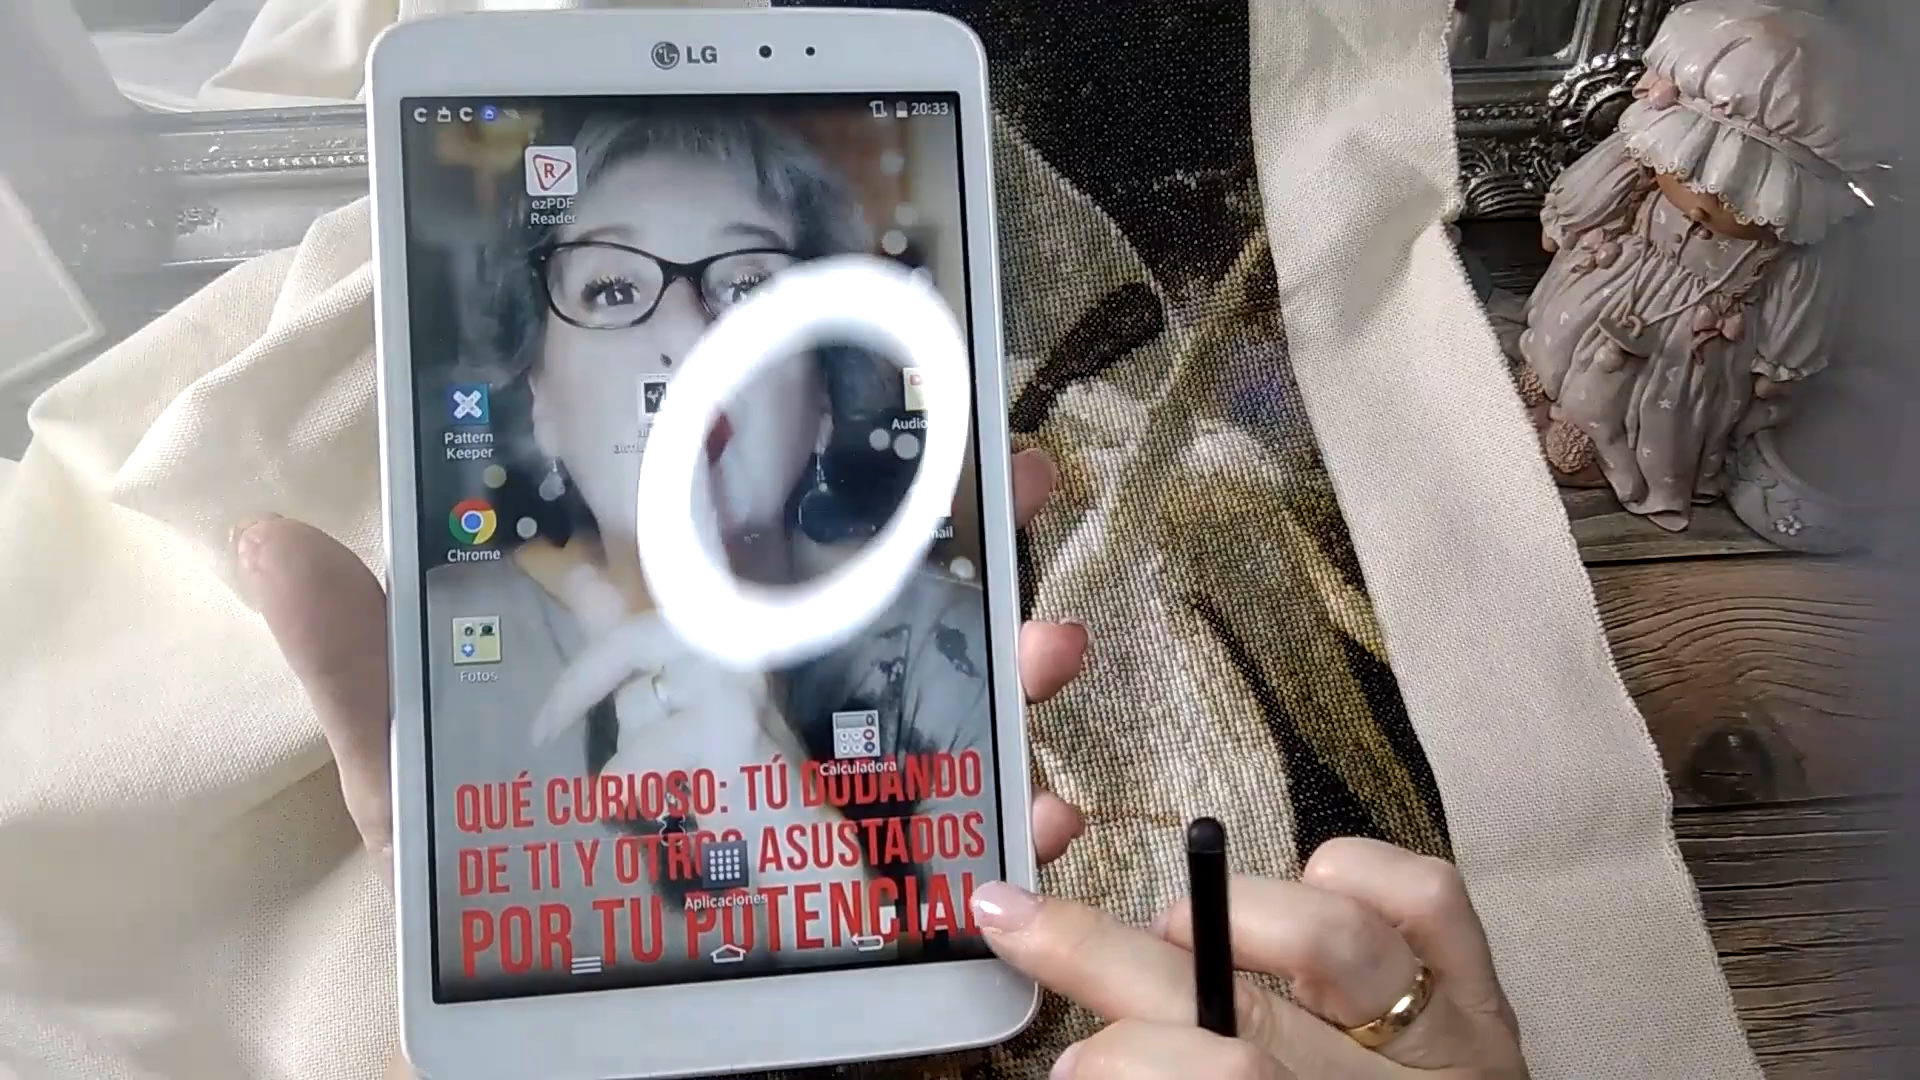 LG
20:33
ezPDF
Reader
Pattern
Keeper
Audio
Chrome
mail
Fotos
Calculadora
QUÉ CURIOSO: TÚ DUDANDO
DE TI Y OTROS ASUSTADOS
Aplicaciones
POR TU POTENCIAL